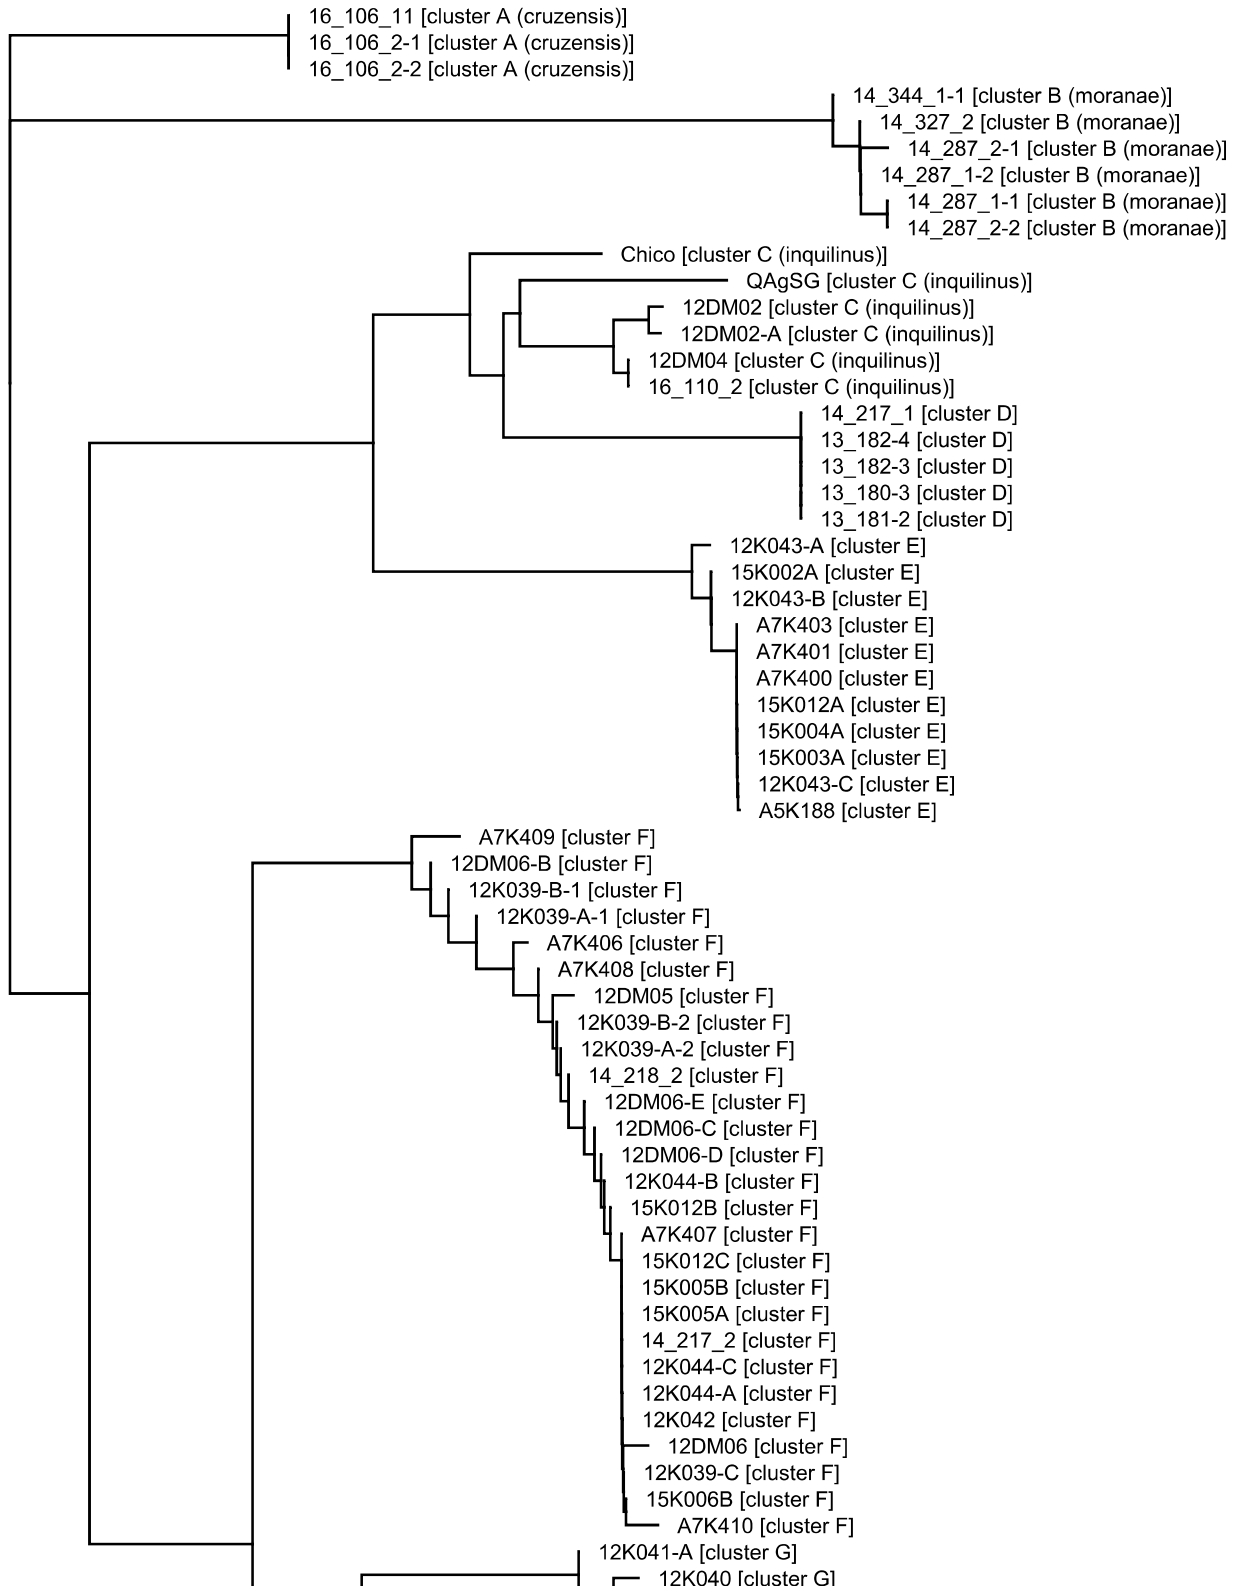 16_106_11 [cluster A (cruzensis)]
16_106_2-1 [cluster A (cruzensis)]
16_106_2-2 [cluster A (cruzensis)]
14_344_1-1 [cluster B (moranae)]
14_327_2 [cluster B (moranae)]
14_287_2-1 [cluster B (moranae)]
14_287_1-2 [cluster B (moranae)]
14_287_1-1 [cluster B (moranae)]
14_287_2-2 [cluster B (moranae)]
Chico [cluster C (inquilinus)]
QAgSG [cluster C (inquilinus)]
12DM02 [cluster C (inquilinus)]
12DM02-A [cluster C (inquilinus)]
12DM04 [cluster C (inquilinus)]
16_110_2 [cluster C (inquilinus)]
14_217_1 [cluster D]
13_182-4 [cluster D]
13_182-3 [cluster D]
13_180-3 [cluster D]
13_181-2 [cluster D]
12K043-A [cluster E]
15K002A [cluster E]
12K043-B [cluster E]
A7K403 [cluster E]
A7K401 [cluster E]
A7K400 [cluster E]
15K012A [cluster E]
15K004A [cluster E]
15K003A [cluster E]
12K043-C [cluster E]
A5K188 [cluster E]
A7K409 [cluster F]
12DM06-B [cluster F]
12K039-B-1 [cluster F]
12K039-A-1 [cluster F]
A7K406 [cluster F]
A7K408 [cluster F]
12DM05 [cluster F]
12K039-B-2 [cluster F]
12K039-A-2 [cluster F]
14_218_2 [cluster F]
12DM06-E [cluster F]
12DM06-C [cluster F]
12DM06-D [cluster F]
12K044-B [cluster F]
15K012B [cluster F]
A7K407 [cluster F]
15K012C [cluster F]
15K005B [cluster F]
15K005A [cluster F]
14_217_2 [cluster F]
12K044-C [cluster F]
12K044-A [cluster F]
12K042 [cluster F]
12DM06 [cluster F]
12K039-C [cluster F]
15K006B [cluster F]
A7K410 [cluster F]
12K041-A [cluster G]
12K040 [cluster G]